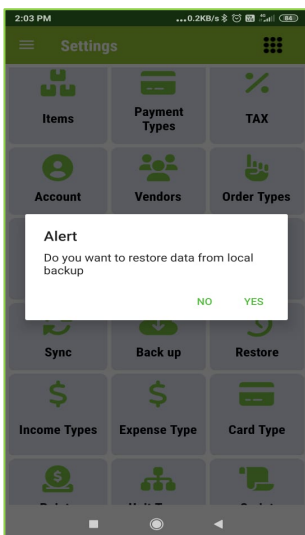 2:03 PM
...0.2KB/s 84
Settings
Items
Payment
Types
TAX
Account
Vendors
Order Types
Alert
Do you want to restore data from local
backup
NO YES
Sync
Back up
Restore
Income Types
Expense Type
Card Type